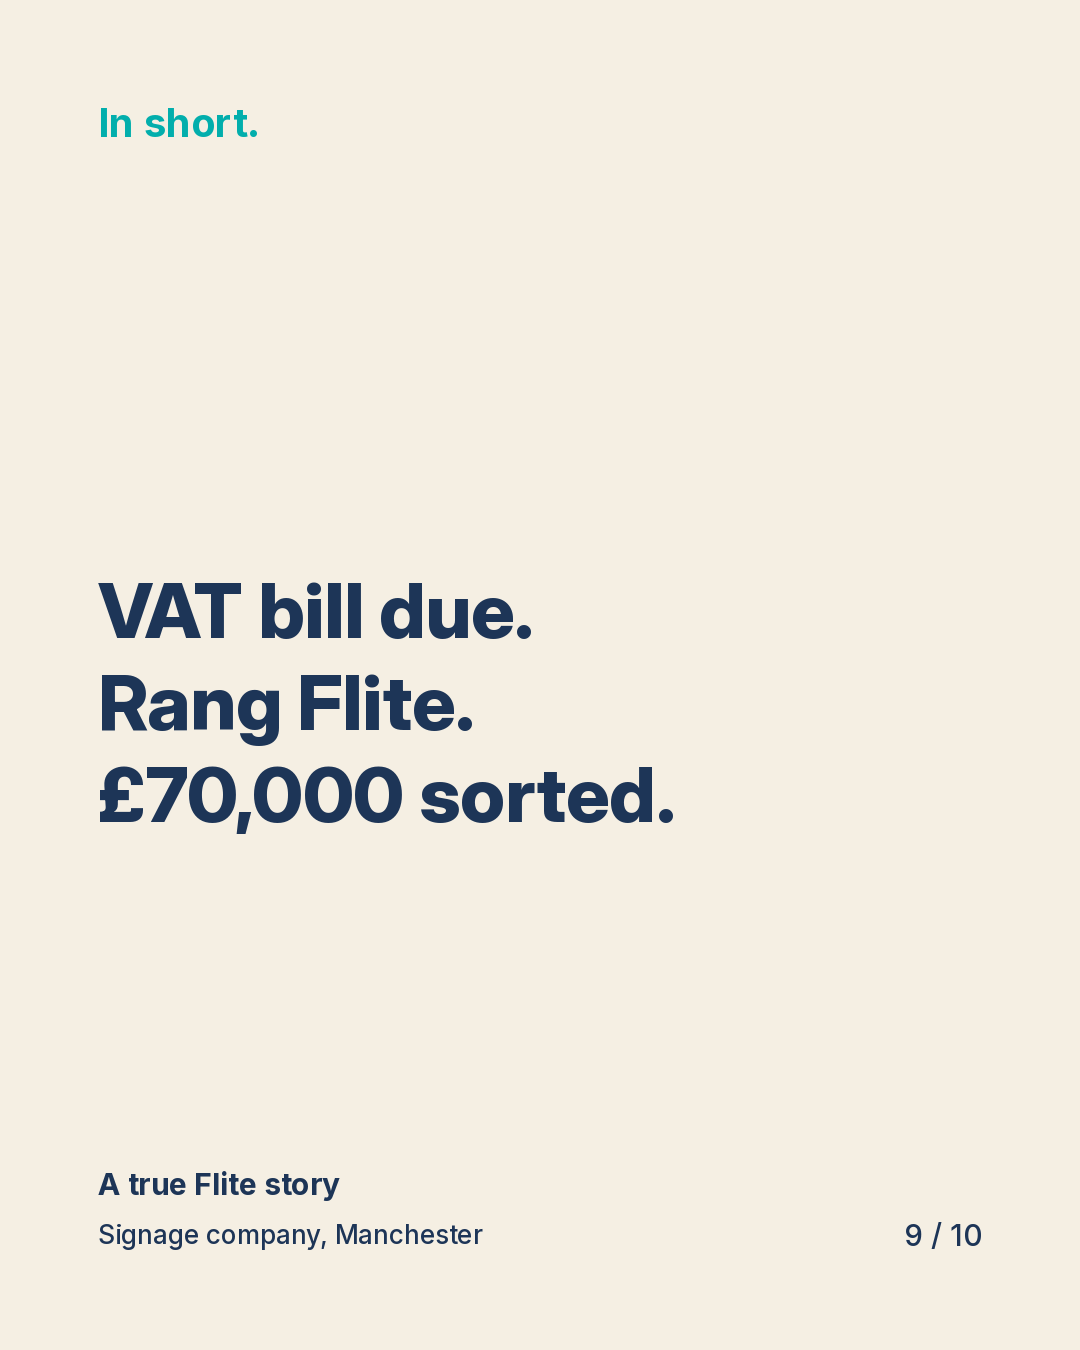 In short.
VAT bill due.
Rang Flite.
£70,000 sorted.
A true Flite story
Signage company, Manchester
9 / 10